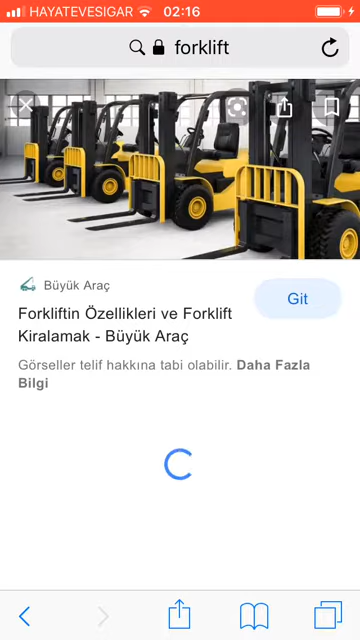 HAYATEVESIGAR 02:16
forklift
Büyük Araç
Forkliftin Özellikleri ve Forklift
Kiralamak - Büyük Araç
Git
Görseller telif hakkına tabi olabilir. Daha Fazla
Bilgi